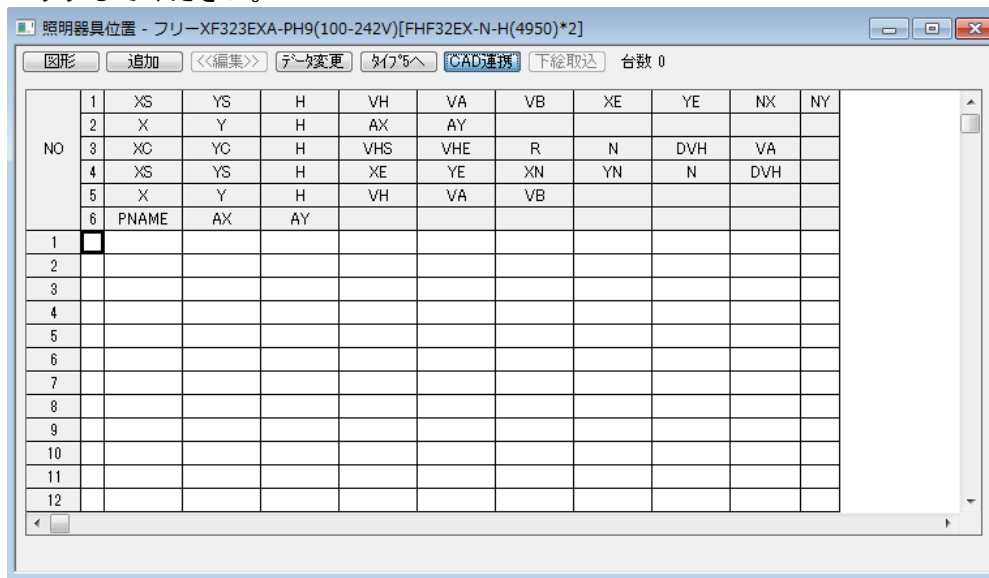 照明器具位置 - フリーXF323EXA-PH9(100-242V)[FHF32EX-N-H(4950)*2]
図形 追加 <<編集>> ﾃﾞｰﾀ変更 ﾀｲﾌﾟ5へ CAD連携 下絵取込 台数 0
1 XS YS H VH VA VB XE YE NX NY
2 X Y H AX AY
NO 3 XC YC H VHS VHE R N DVH VA
4 XS YS H XE YE XN YN N DVH
5 X Y H VH VA VB
6 PNAME AX AY
1
2
3
4
5
6
7
8
9
10
11
12